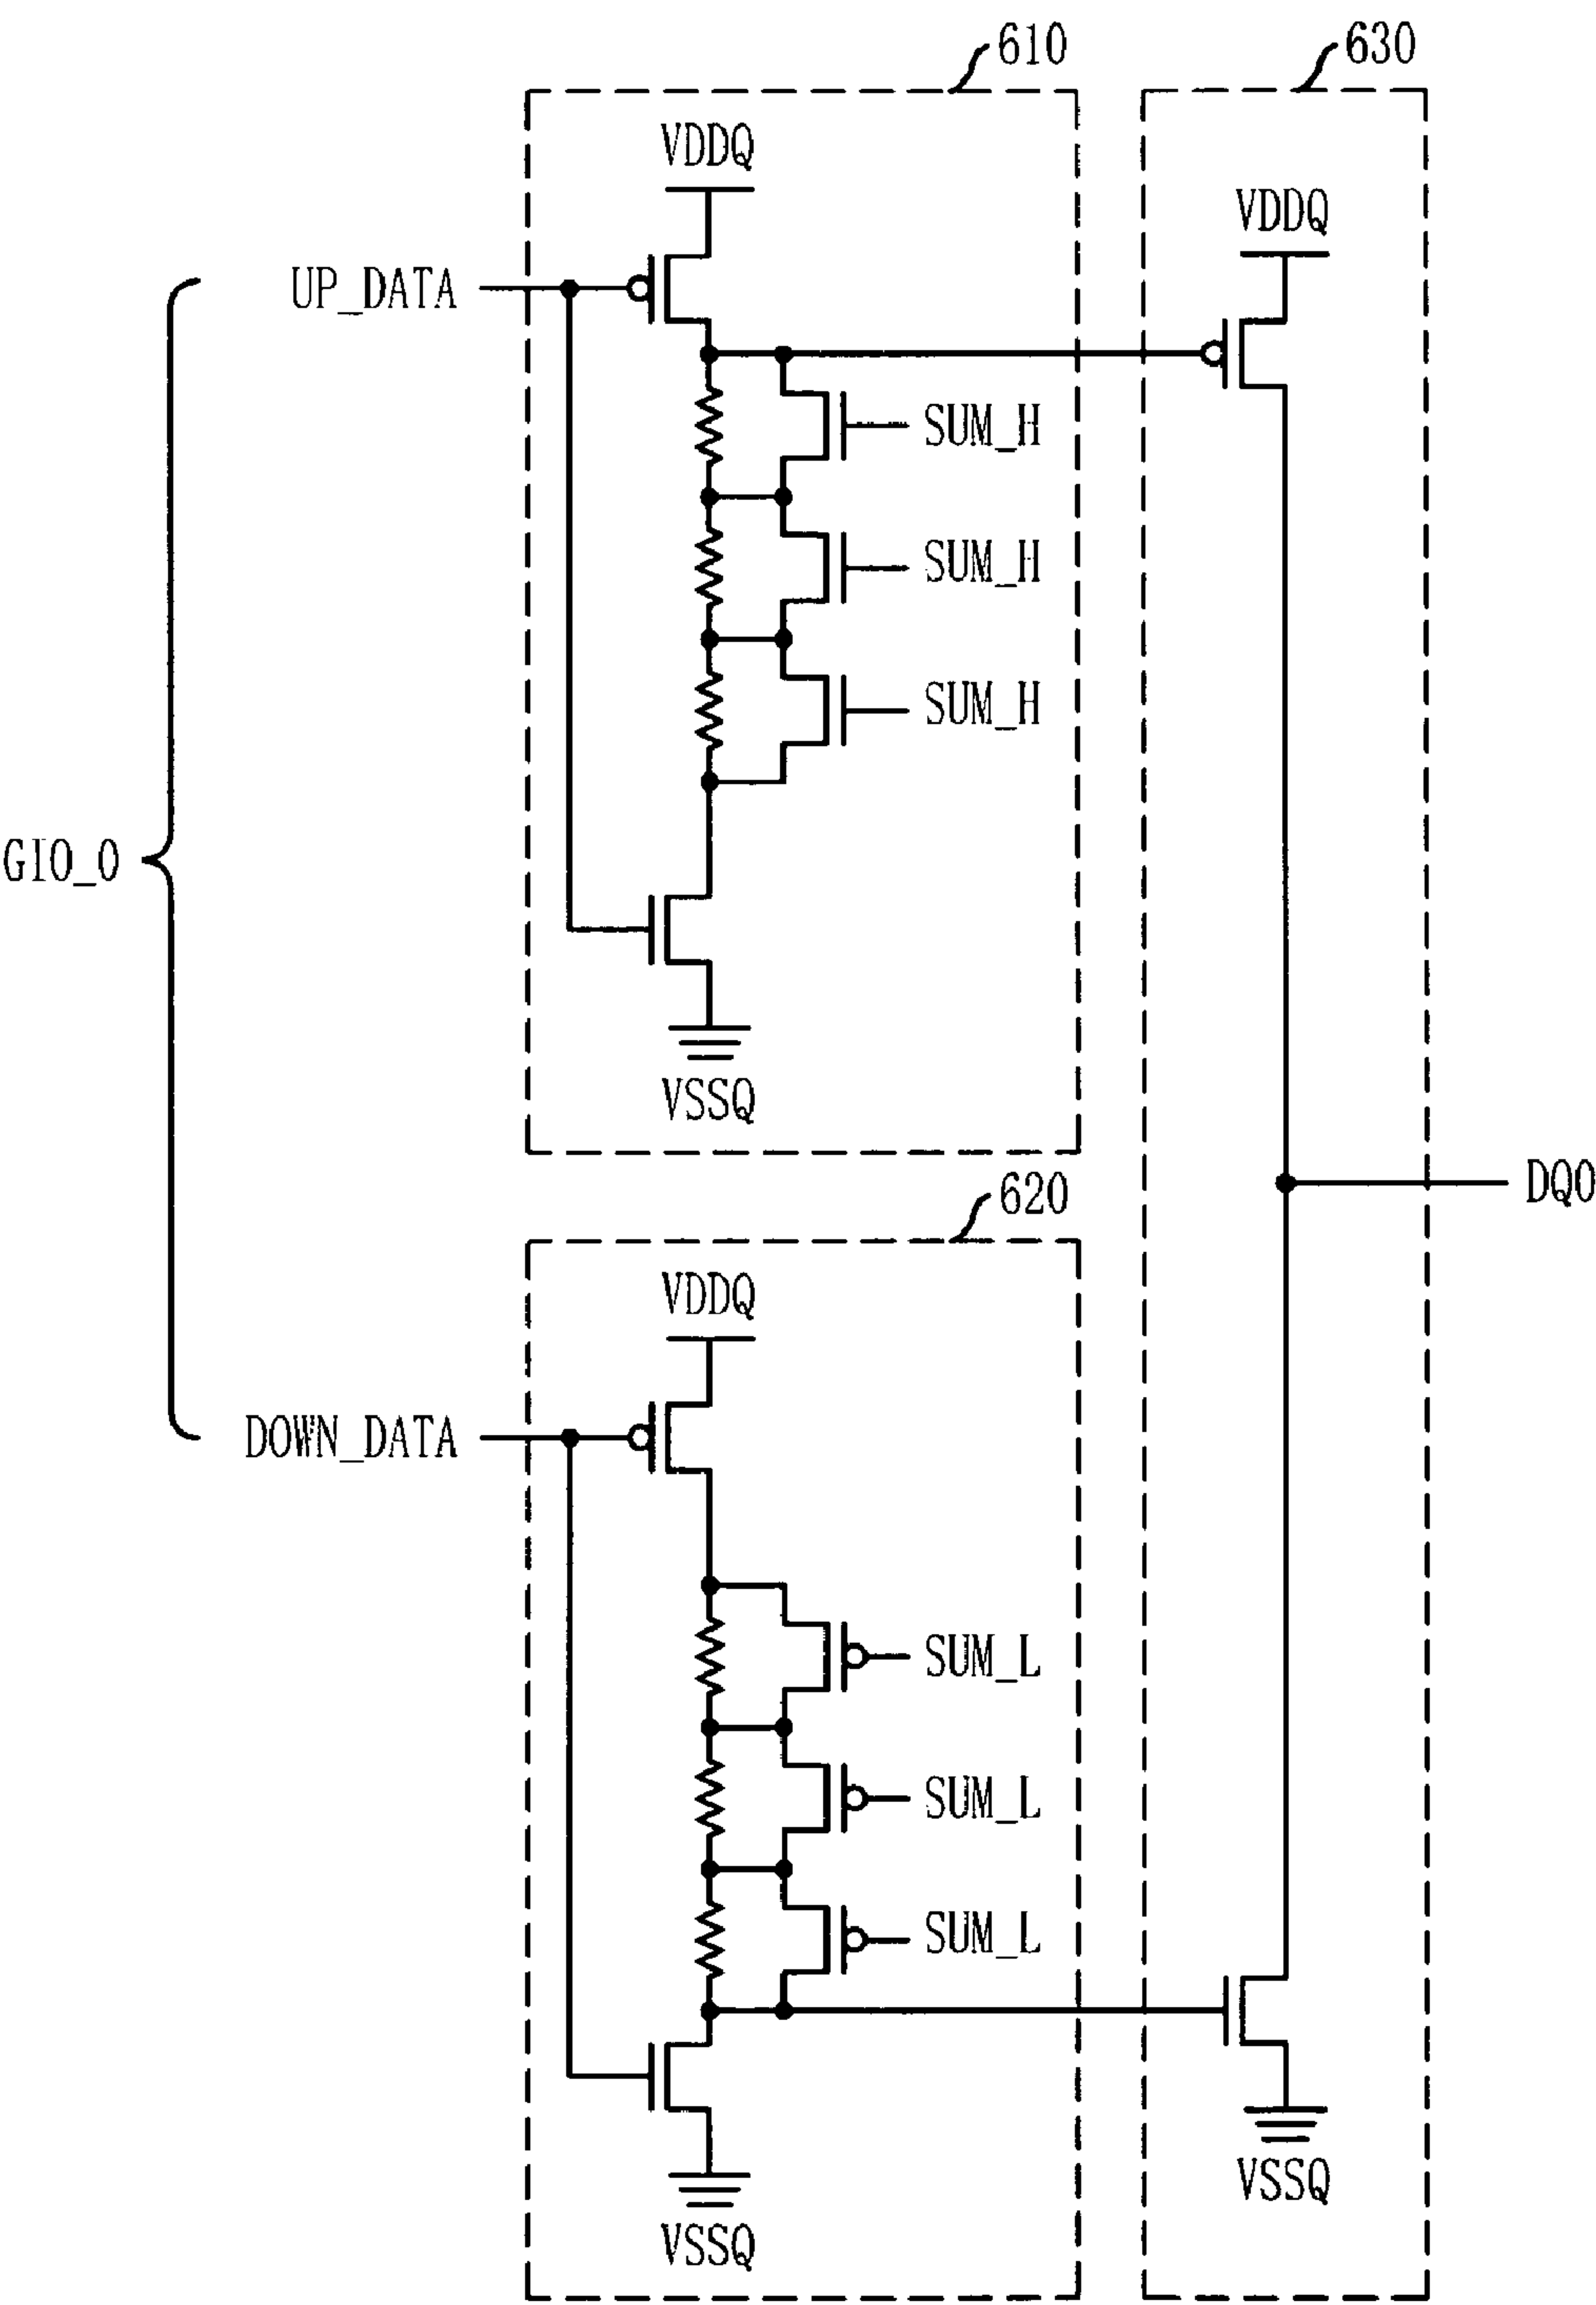 610
630
VDDQ
VDDQ
UP_DATA
SUM_H
SUM_H
SUM_H
GIO_0
VSSQ
DQ0
620
VDDQ
DOWN_DATA
SUM_L
SUM_L
SUM_L
VSSQ
VSSQ